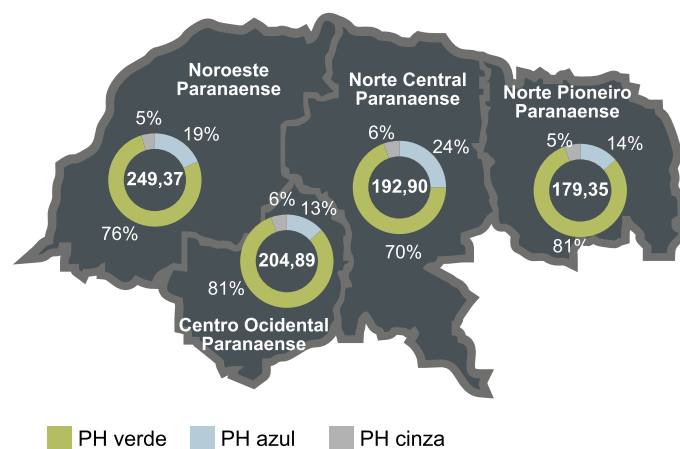 Noroeste
Paranaense
5%
19%
249,37
76%
Norte Central
Paranaense
6%
24%
192,90
70%
Norte Pioneiro
Paranaense
5%
14%
179,35
81%
6%
13%
204,89
81%
Centro Ocidental
Paranaense
PH verde
PH azul
PH cinza